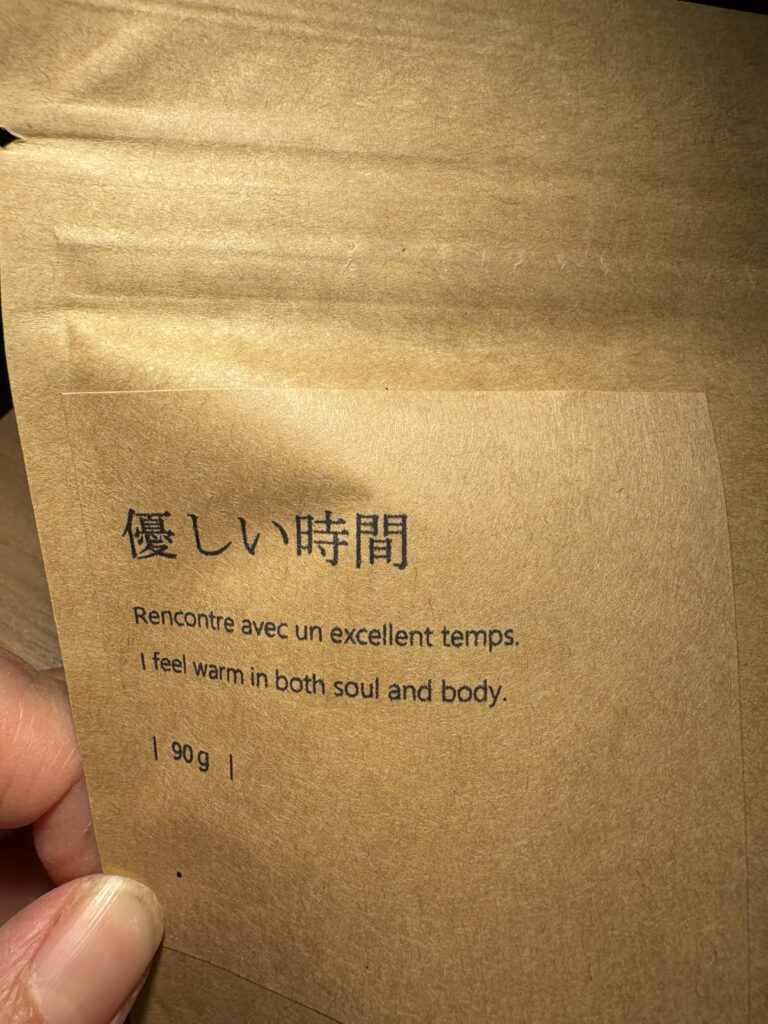 優しい時間
Rencontre avec un excellent temps.
I feel warm in both soul and body.
| 90g |